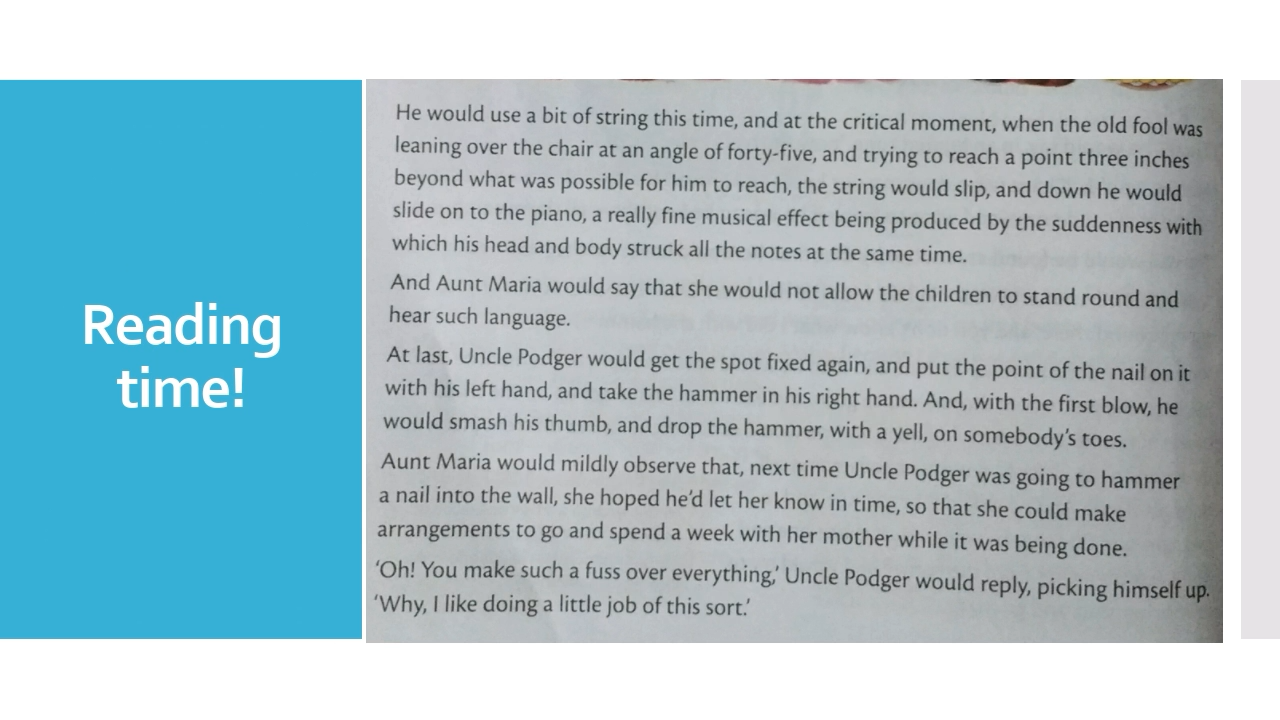 Reading
time!
He would use a bit of string this time, and at the critical moment, when the old fool was
leaning over the chair at an angle of forty-five, and trying to reach a point three inches
beyond what was possible for him to reach, the string would slip, and down he would
slide on to the piano, a really fine musical effect being produced by the suddenness with
which his head and body struck all the notes at the same time.
And Aunt Maria would say that she would not allow the children to stand round and
hear such language.
At last, Uncle Podger would get the spot fixed again, and put the point of the nail on it
with his left hand, and take the hammer in his right hand. And, with the first blow, he
would smash his thumb, and drop the hammer, with a yell, on somebody's toes.
Aunt Maria would mildly observe that, next time Uncle Podger was going to hammer
a nail into the wall, she hoped he'd let her know in time, so that she could make
arrangements to go and spend a week with her mother while it was being done.
‘Oh! You make such a fuss over everything,’ Uncle Podger would reply, picking himself up.
‘Why, I like doing a little job of this sort.’